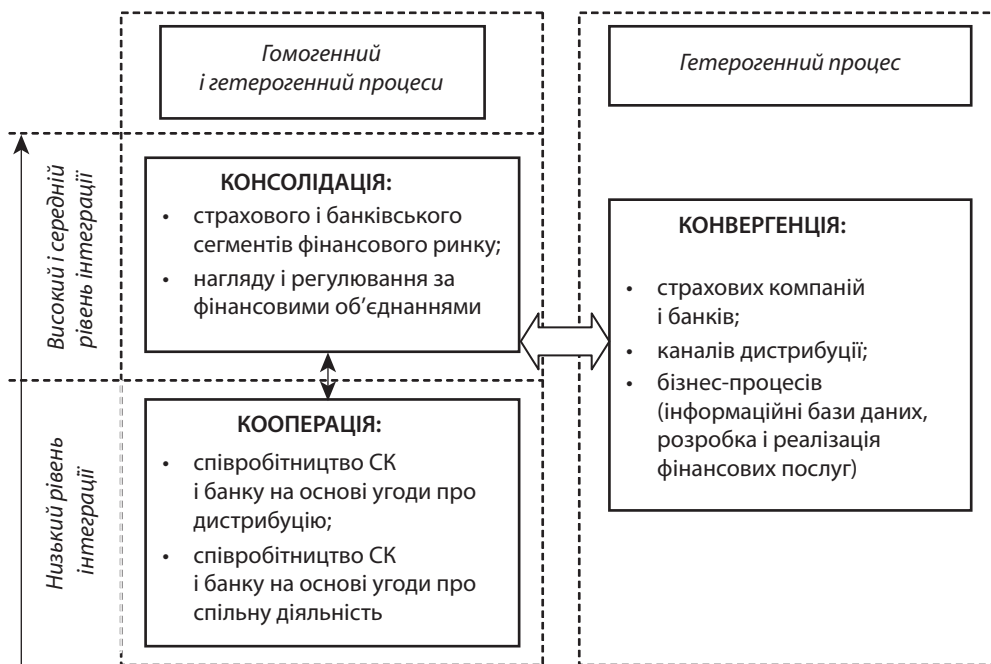 Гомогенний
і гетерогенний процеси
Гетерогенний процес
Високий і середній
рівень інтеграції
КОНСОЛІДАЦІЯ:
• страхового і банківського
сегментів фінансового ринку;
• нагляду і регулювання за
фінансовими об’єднаннями
КОНВЕРГЕНЦІЯ:
• страхових компаній
і банків;
• каналів дистрибуції;
• бізнес-процесів
(інформаційні бази даних,
розробка і реалізація
фінансових послуг)
Низький рівень
інтеграції
КООПЕРАЦІЯ:
• співробітництво СК
і банку на основі угоди про
дистрибуцію;
• співробітництво СК
і банку на основі угоди про
спільну діяльність